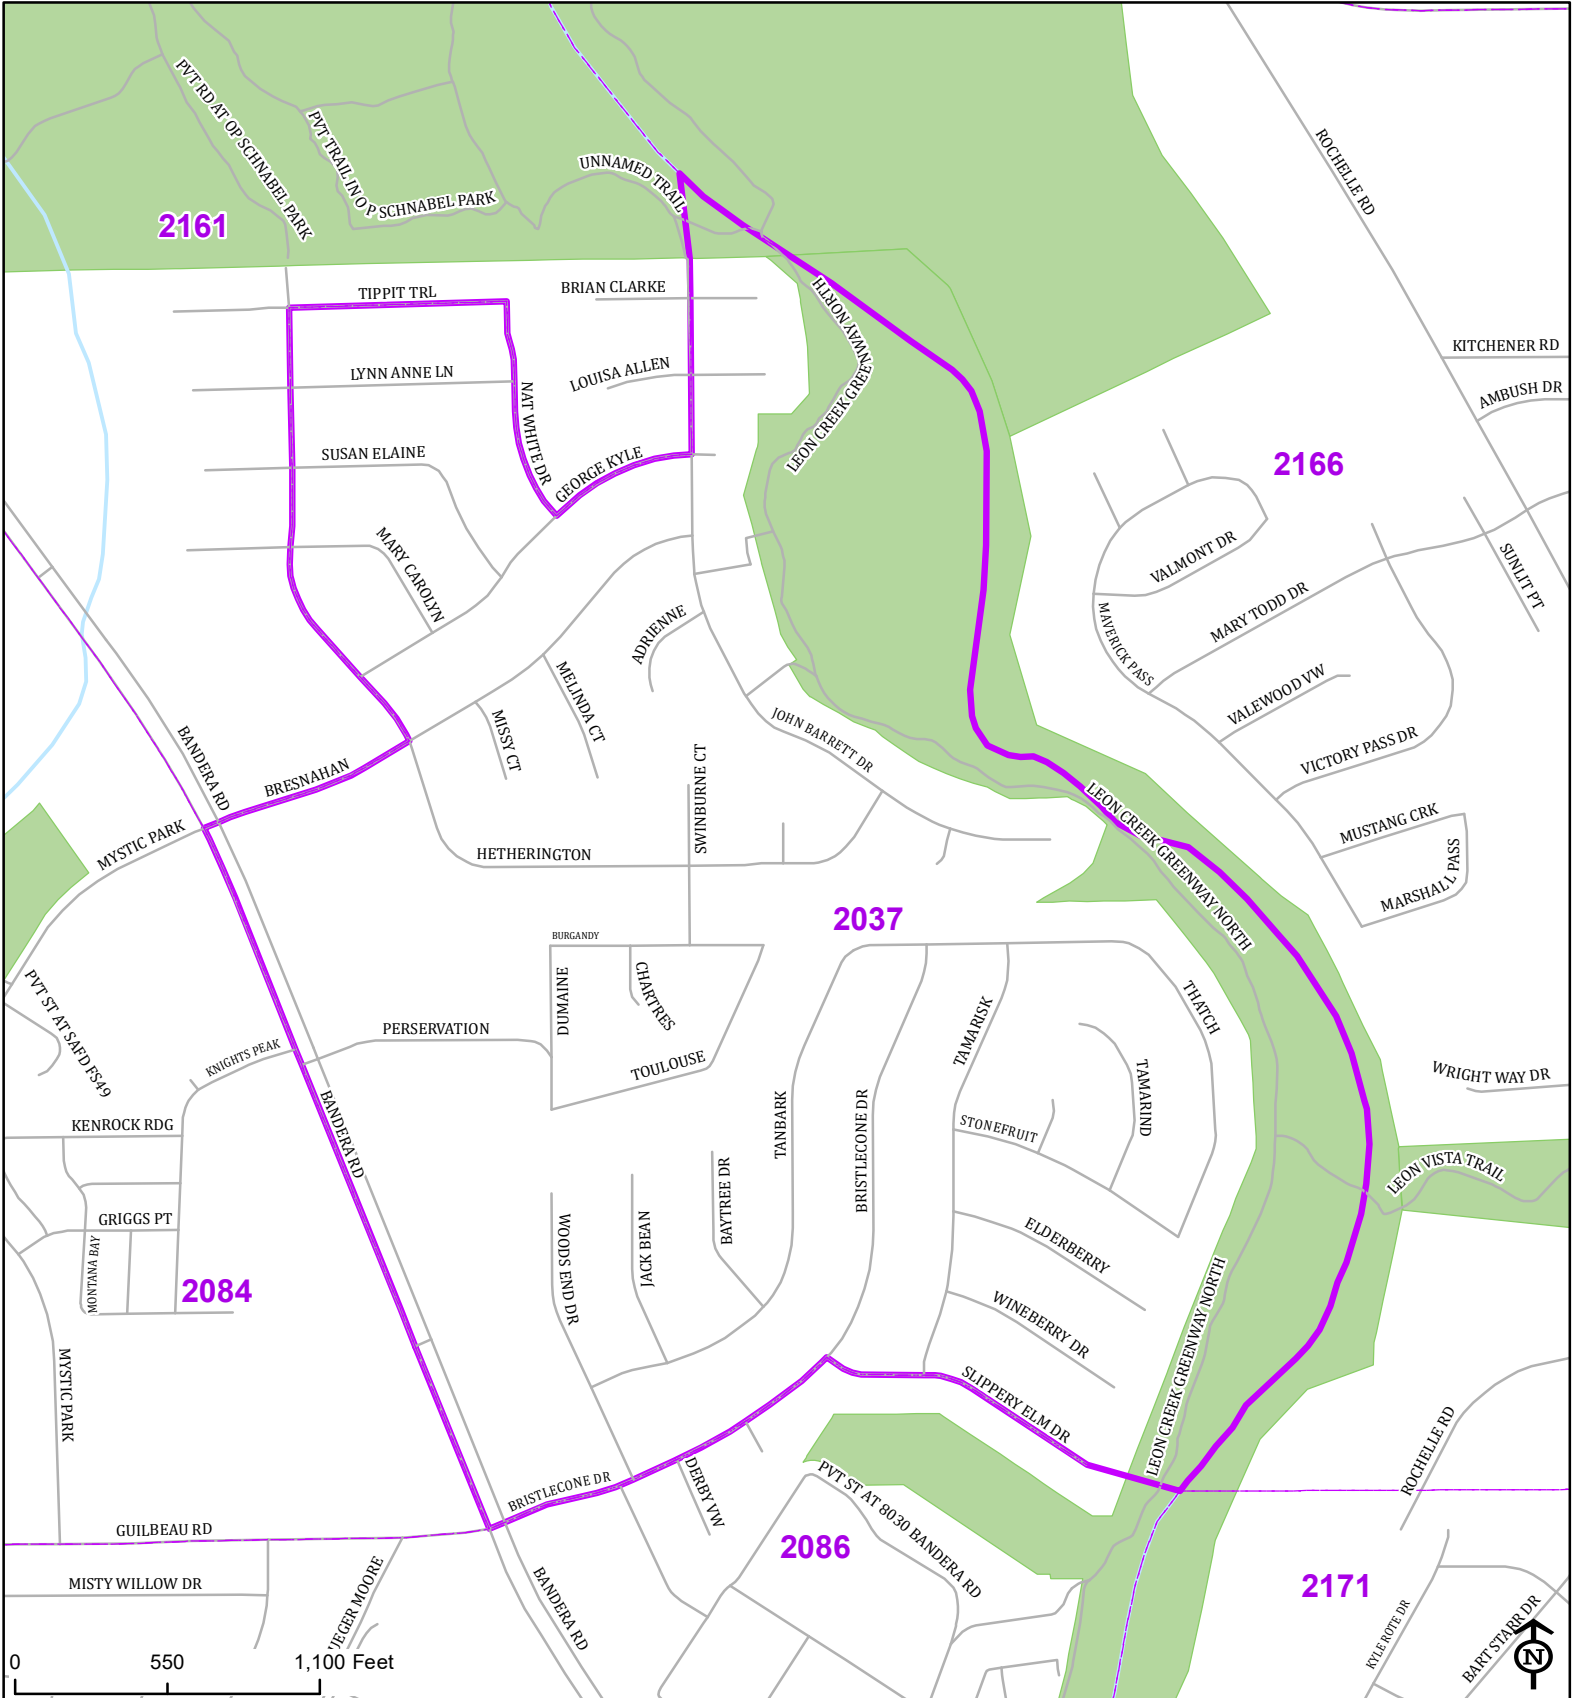 PVT RD AT OP SCHNABEL PARK
PVT TRAIL IN O P SCHNABEL PARK
UNNAMED TRAIL
ROCHELLE RD
2161
TIPPIT TRL
BRIAN CLARKE
LEON CREEK GREENWAY NORTH
KITCHENER RD
LYNN ANNE LN
LOUISA ALLEN
AMBUSH DR
NAT WHITE DR
SUSAN ELAINE
GEORGE KYLE
2166
MARY CAROLYN
VALMONT DR
SUNLIT PT
ADRIENNE
MARY TODD DR
MAVERICK PASS
MELINDA CT
MISSY CT
VALEWOOD VW
JOHN BARRETT DR
BANDERA RD
BRESNAHAN
SWINBURNE CT
VICTORY PASS DR
MYSTIC PARK
HETHERINGTON
LEON CREEK GREENWAY NORTH
MUSTANG CRK
MARSHALL PASS
2037
BURGANDY
DUMAINE
CHARTRES
THATCH
PVT ST AT SAFD FS49
PERSERVATION
TAMARISK
KNIGHTS PEAK
TOULOUSE
TAMARIND
WRIGHT WAY DR
BANDERA RD
KENROCK RDG
TANBARK
BRISTLECONE DR
STONEFRUIT
LEON VISTA TRAIL
BAYTREE DR
GRIGGS PT
MONTANA BAY
WOODS END DR
JACK BEAN
ELDERBERRY
2084
WINEBERRY DR
LEON CREEK GREENWAY NORTH
MYSTIC PARK
SLIPPERY ELM DR
ROCHELLE RD
BRISTLECONE DR
DERBY VW
PVT ST AT 8030 BANDERA RD
GUILBEAU RD
2086
MISTY WILLOW DR
UEGER MOORE
BANDERA RD
2171
KYLE ROTE DR
BART STARR DR
0 550 1,100 Feet
N